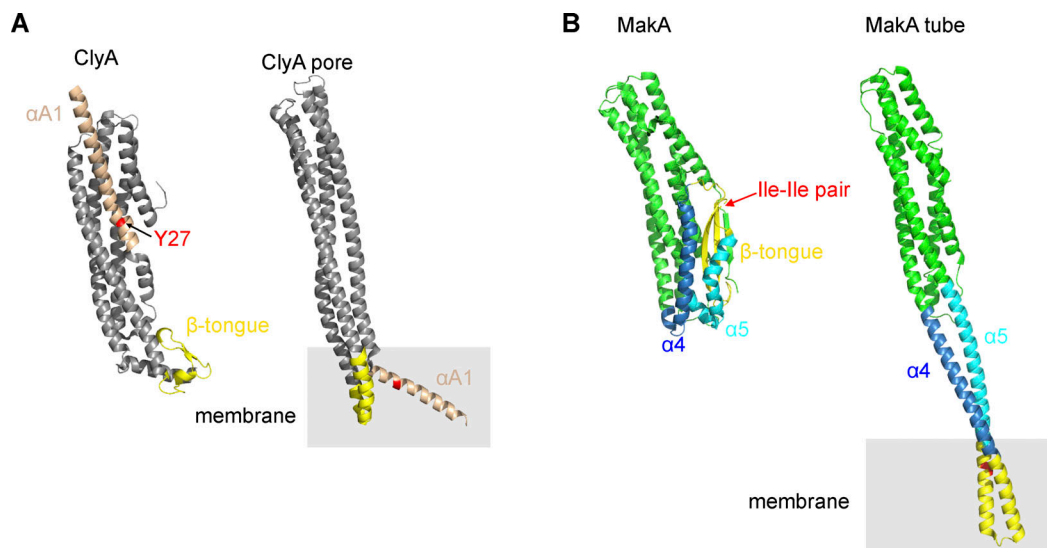 A
ClyA
αA1
Y27
β-tongue
ClyA pore
αA1
membrane
B
MakA
Ile-Ile pair
β-tongue
α5
α4
MakA tube
α5
α4
membrane